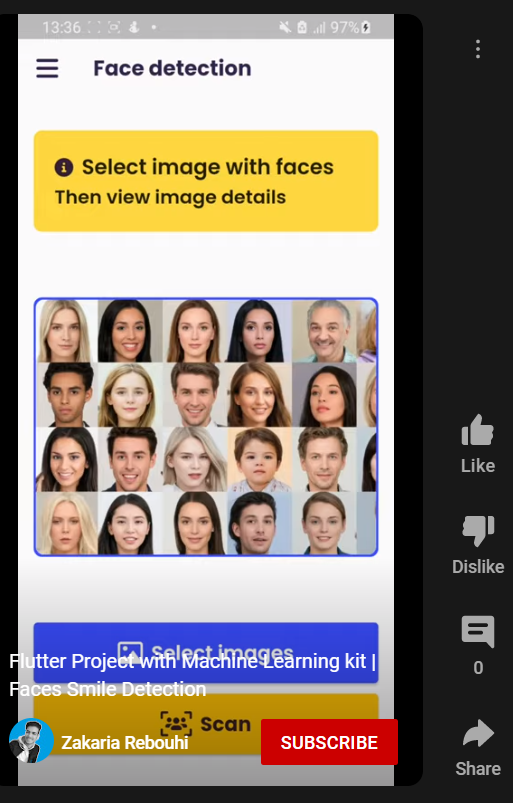 13:36
97%
Face detection
Select image with faces
Then view image details
Select images
Flutter Project with Machine Learning kit |
Faces Smile Detection
Scan
Zakaria Rebouhi
SUBSCRIBE
Like
Dislike
0
Share